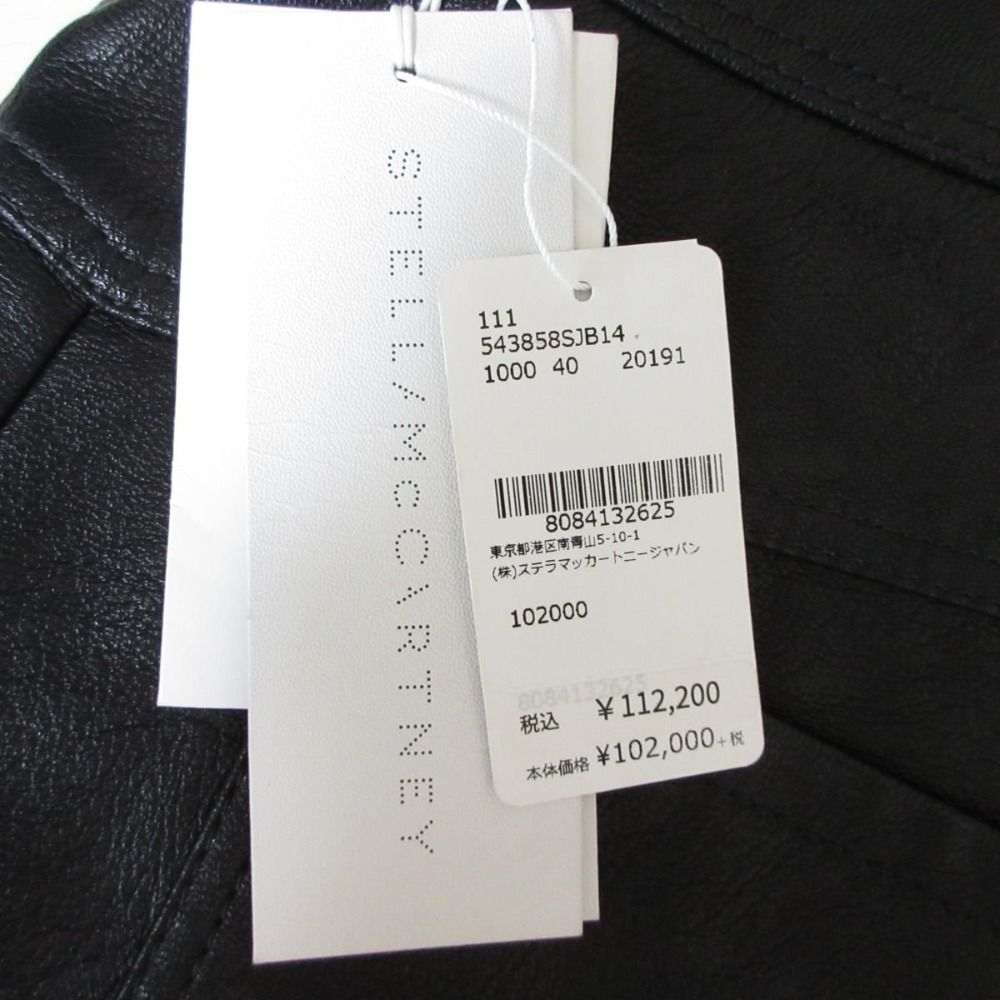 STELLAMcCARTNEY
111
543858SJB14
1000 40 20191
8084132625
東京都港区南青山5-10-1
(株)ステラマッカートニージャパン
102000
8084132625
税込 ¥112,200
本体価格 ¥102,000+税